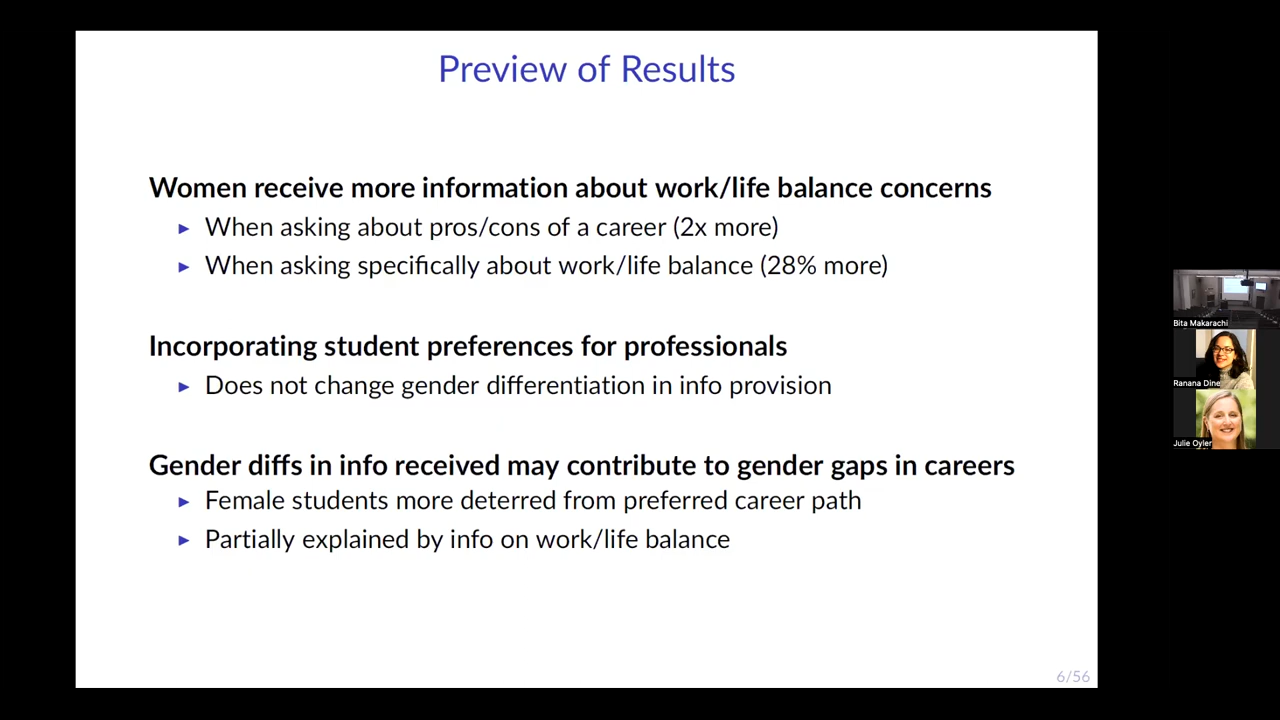 Preview of Results
Women receive more information about work/life balance concerns
► When asking about pros/cons of a career (2x more)
► When asking specifically about work/life balance (28% more)
Incorporating student preferences for professionals
► Does not change gender differentiation in info provision
Gender diffs in info received may contribute to gender gaps in careers
► Female students more deterred from preferred career path
► Partially explained by info on work/life balance
6/56
Bita Makarachi
Ranana Dine
Julie Oyler